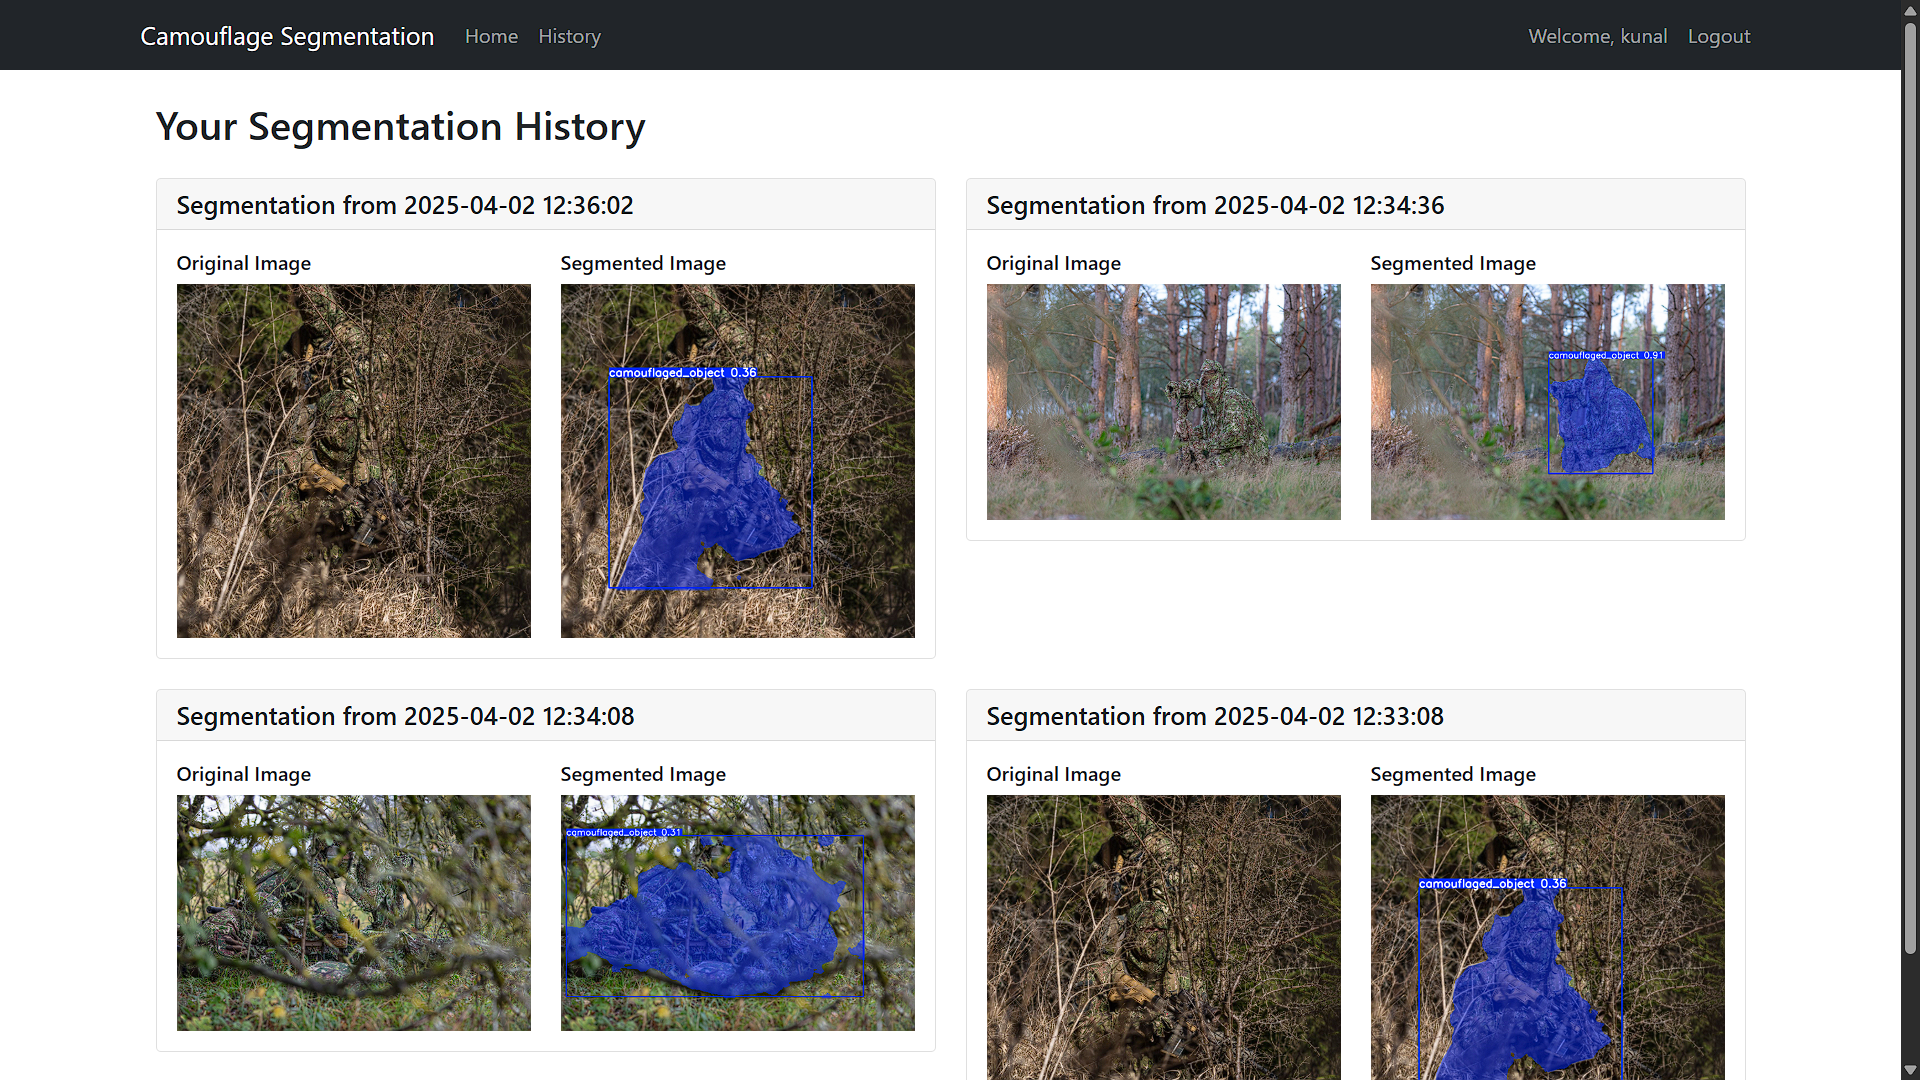 Camouflage Segmentation Home History Welcome, kunal Logout
Your Segmentation History
Segmentation from 2025-04-02 12:36:02
Original Image Segmented Image
camouflaged_object 0.36
Segmentation from 2025-04-02 12:34:36
Original Image Segmented Image
camouflaged_object 0.91
Segmentation from 2025-04-02 12:34:08
Original Image Segmented Image
camouflaged_object 0.31
Segmentation from 2025-04-02 12:33:08
Original Image Segmented Image
camouflaged_object 0.36